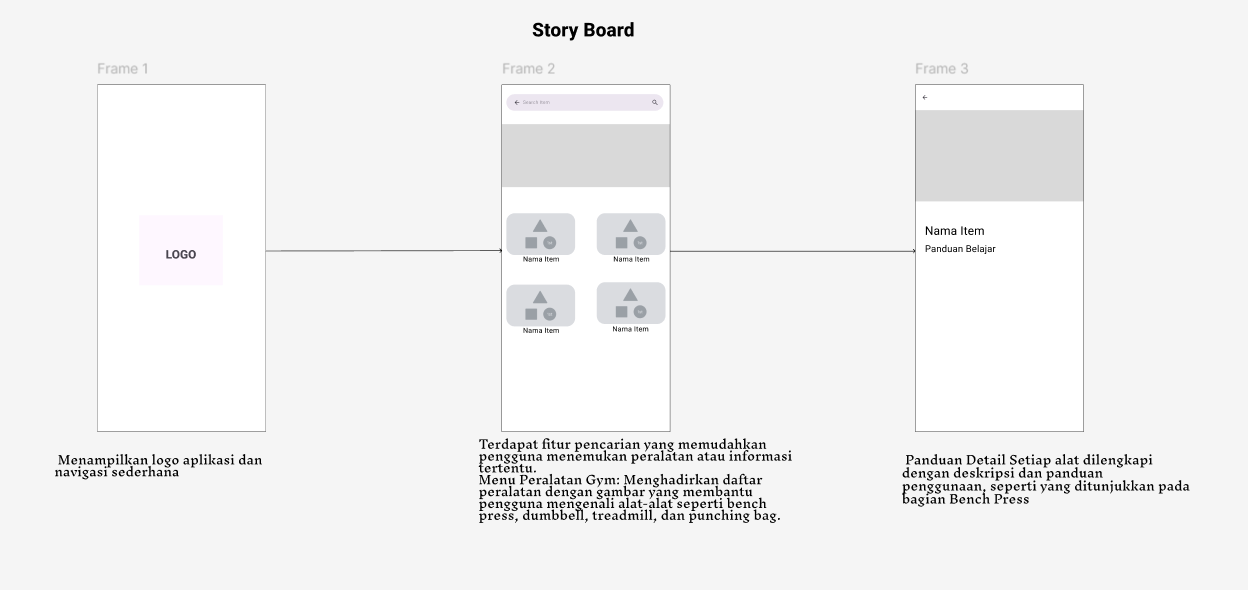 Story Board
Frame 1
Frame 2
Frame 3
LOGO
Search Item
Nama Item
Nama Item
Nama Item
Nama Item
Nama Item
Panduan Belajar
Menampilkan logo aplikasi dan
navigasi sederhana
Terdapat fitur pencarian yang memudahkan
pengguna menemukan peralatan atau informasi
tertentu.
Menu Peralatan Gym: Menghadirkan daftar
peralatan dengan gambar yang membantu
pengguna mengenali alat-alat seperti bench
press, dumbbell, treadmill, dan punching bag.
Panduan Detail Setiap alat dilengkapi
dengan deskripsi dan panduan
penggunaan, seperti yang ditunjukkan pada
bagian Bench Press